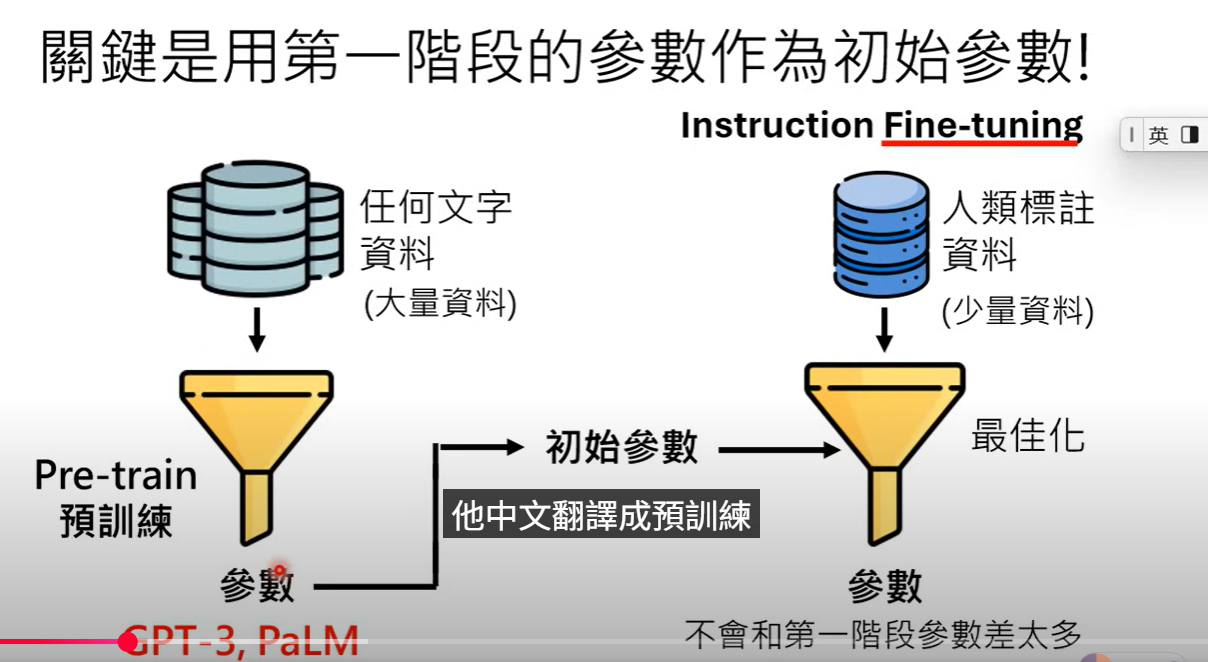 關鍵是用第一階段的參數作為初始參數!
Instruction Fine-tuning
英
任何文字
資料
(大量資料)
人類標註
資料
(少量資料)
Pre-train
預訓練
初始參數
最佳化
他中文翻譯成預訓練
參數
GPT-3, PaLM
參數
不會和第一階段參數差太多